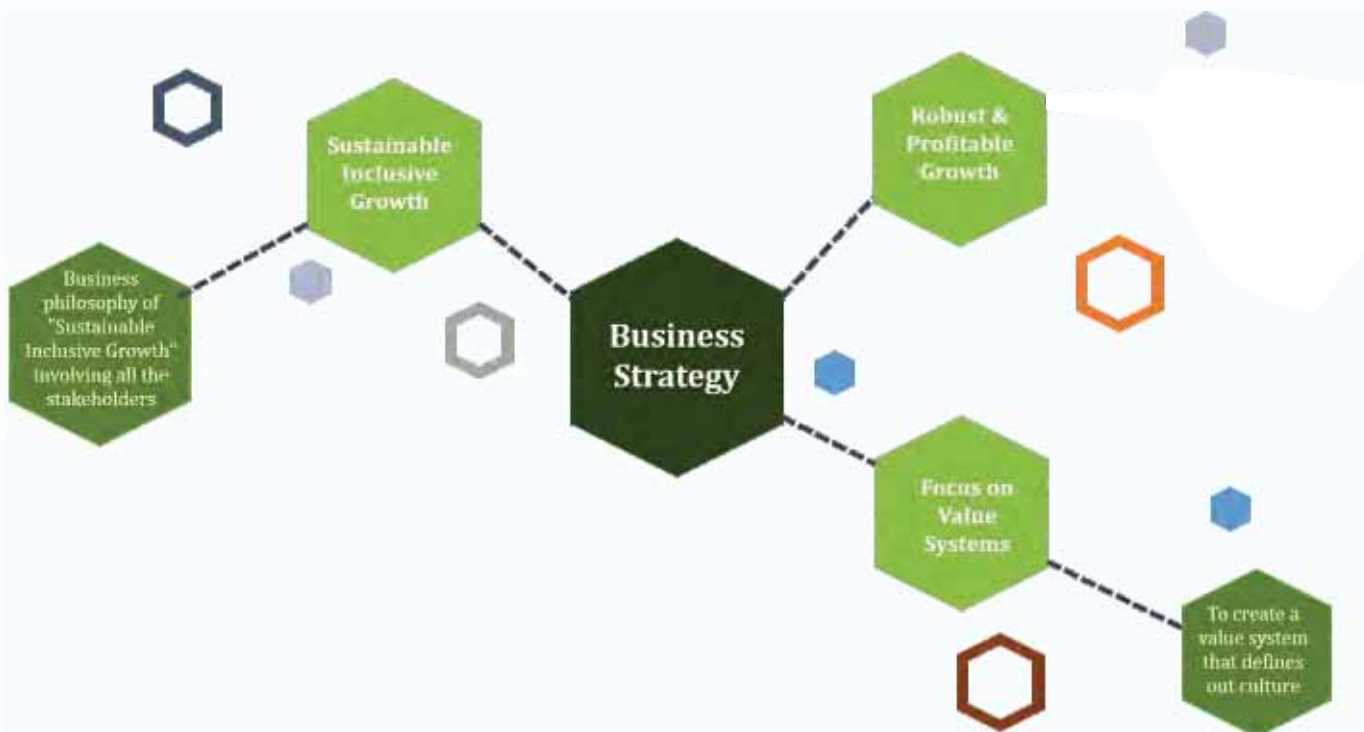 Sustainable
Inclusive
Growth
Robust &
Profitable
Growth
Business
philosophy of
"Sustainable
Inclusive Growth"
involving all the
stakeholders
Business
Strategy
Focus on
Value
Systems
To create a
value system
that defines
out culture